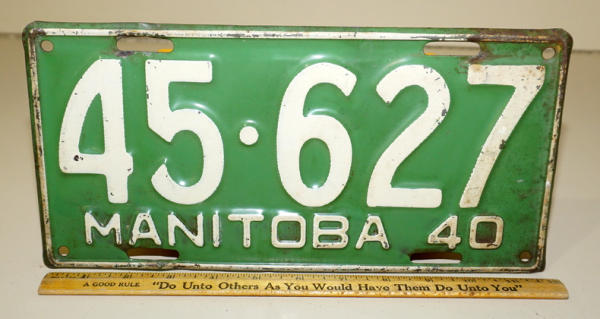 45·627
MANITOBA 40
A GOOD RULE "Do Unto Others As You Would Have Them Do Unto You"